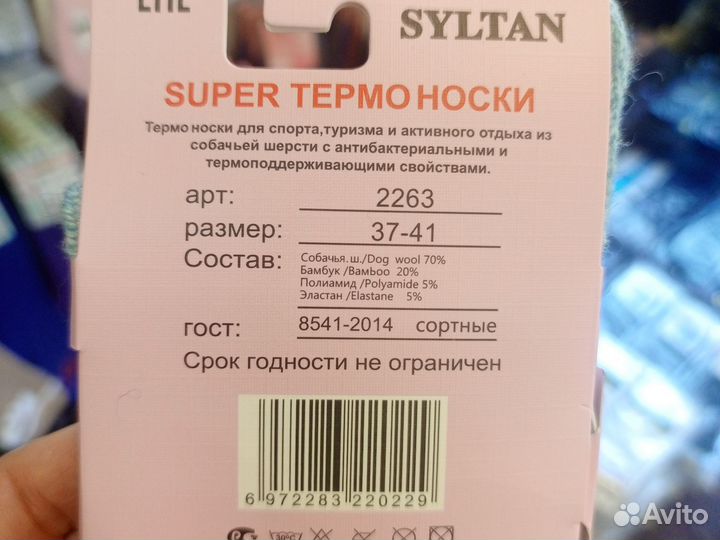 ELITE
SYLTAN
SUPER ТЕРМО НОСКИ
Термо носки для спорта,туризма и активного отдыха из
собачьей шерсти с антибактериальными и
термоподдерживающими свойствами.
арт: 2263
размер: 37-41
Состав: Собачья.ш./Dog wool 70%
Бамбук /Bamboo 20%
Полиамид /Polyamide 5%
Эластан /Elastane 5%
гост: 8541-2014 сортные
Срок годности не ограничен
6 972283 220229
30°C
Avito